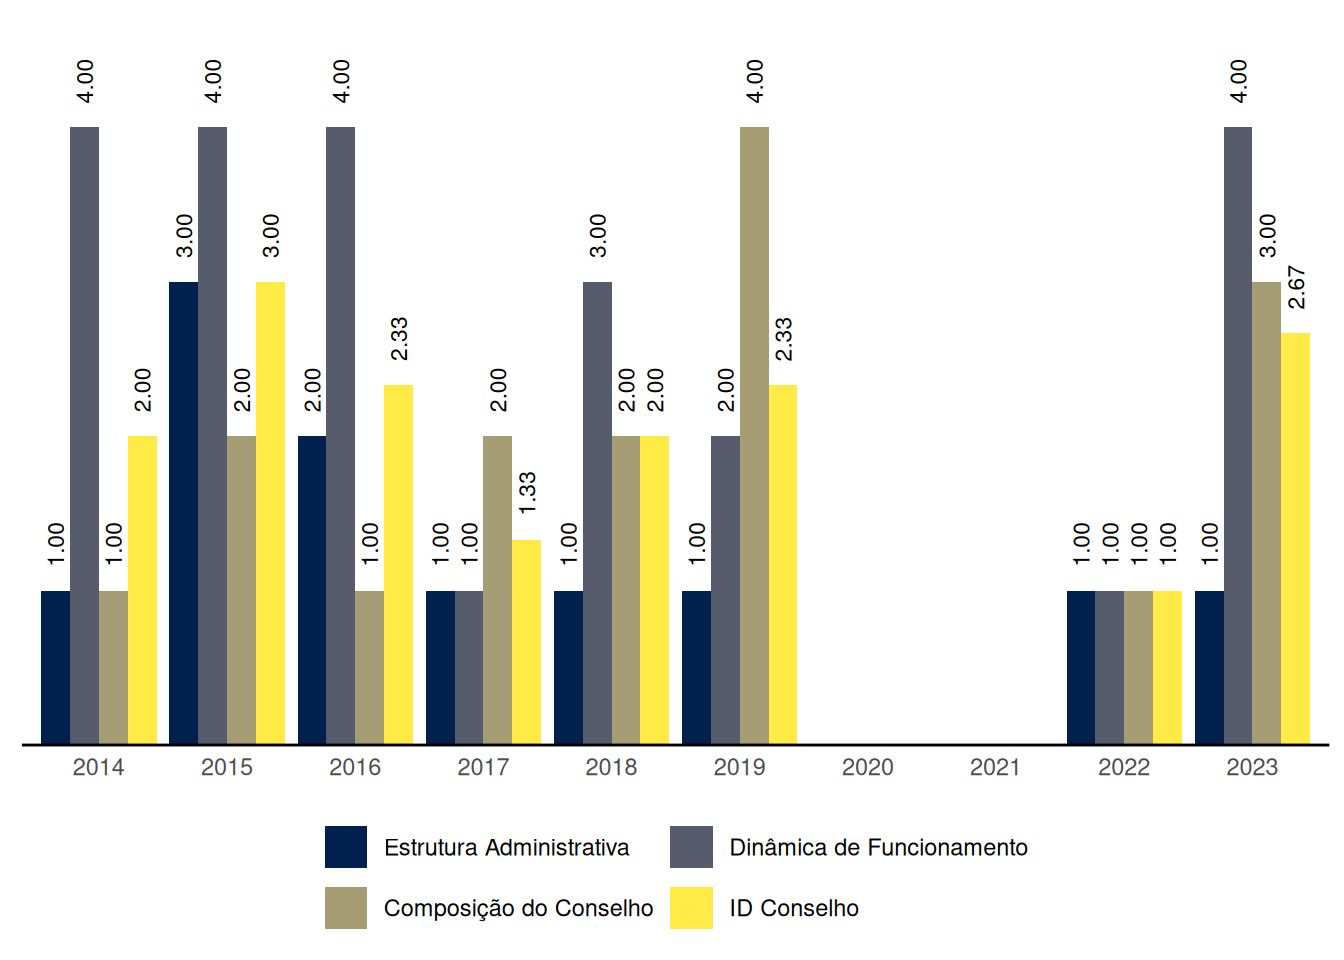 1.00 4.00 1.00 2.00
3.00 4.00 2.00 3.00
2.00 4.00 1.00 2.33
1.00 1.00 2.00 1.33
1.00 3.00 2.00 2.00
1.00 2.00 4.00 2.33
1.00 1.00 1.00 1.00
1.00 4.00 3.00 2.67
2014 2015 2016 2017 2018 2019 2020 2021 2022 2023
Estrutura Administrativa Dinâmica de Funcionamento
Composição do Conselho ID Conselho